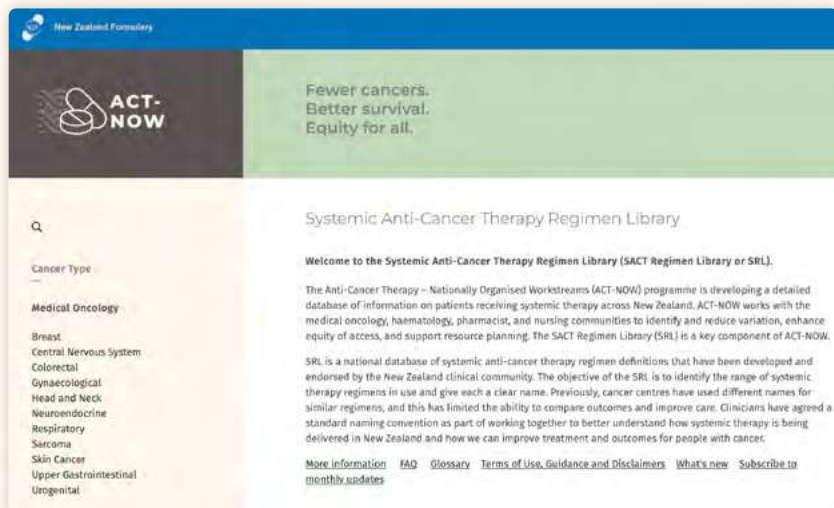 New Zealand Formulary
ACT-
NOW
Fewer cancers.
Better survival.
Equity for all.
Cancer Type
Medical Oncology
Breast
Central Nervous System
Colorectal
Gynaecological
Head and Neck
Neuroendocrine
Respiratory
Sarcoma
Skin Cancer
Upper Gastrointestinal
Urogenital
Systemic Anti-Cancer Therapy Regimen Library
Welcome to the Systemic Anti-Cancer Therapy Regimen Library (SACT Regimen Library or SRL).
The Anti-Cancer Therapy – Nationally Organised Workstreams (ACT-NOW) programme is developing a detailed
database of information on patients receiving systemic therapy across New Zealand. ACT-NOW works with the
medical oncology, haematology, pharmacist, and nursing communities to identify and reduce variation, enhance
equity of access, and support resource planning. The SACT Regimen Library (SRL) is a key component of ACT-NOW.
SRL is a national database of systemic anti-cancer therapy regimen definitions that have been developed and
endorsed by the New Zealand clinical community. The objective of the SRL is to identify the range of systemic
therapy regimens in use and give each a clear name. Previously, cancer centres have used different names for
similar regimens, and this has limited the ability to compare outcomes and improve care. Clinicians have agreed a
standard naming convention as part of working together to better understand how systemic therapy is being
delivered in New Zealand and how we can improve treatment and outcomes for people with cancer.
More information FAQ Glossary Terms of Use, Guidance and Disclaimers What's new Subscribe to
monthly updates